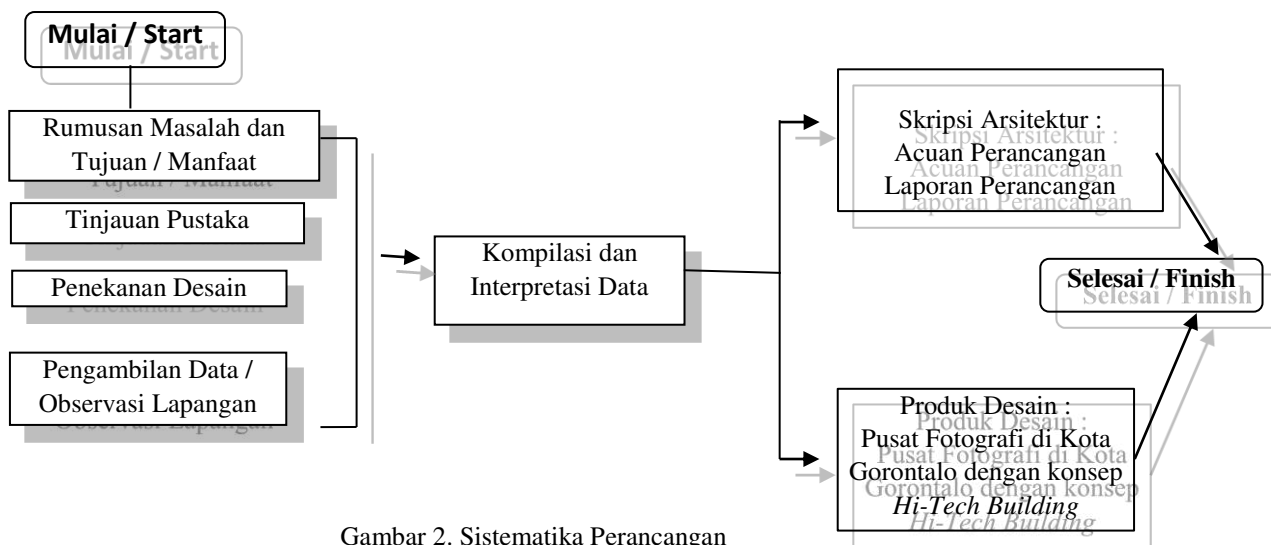 Mulai / Start
Rumusan Masalah dan
Tujuan / Manfaat
Tinjauan Pustaka
Penekanan Desain
Pengambilan Data /
Observasi Lapangan
Kompilasi dan
Interpretasi Data
Skripsi Arsitektur :
Acuan Perancangan
Laporan Perancangan
Produk Desain :
Pusat Fotografi di Kota
Gorontalo dengan konsep
Hi-Tech Building
Selesai / Finish
Gambar 2. Sistematika Perancangan